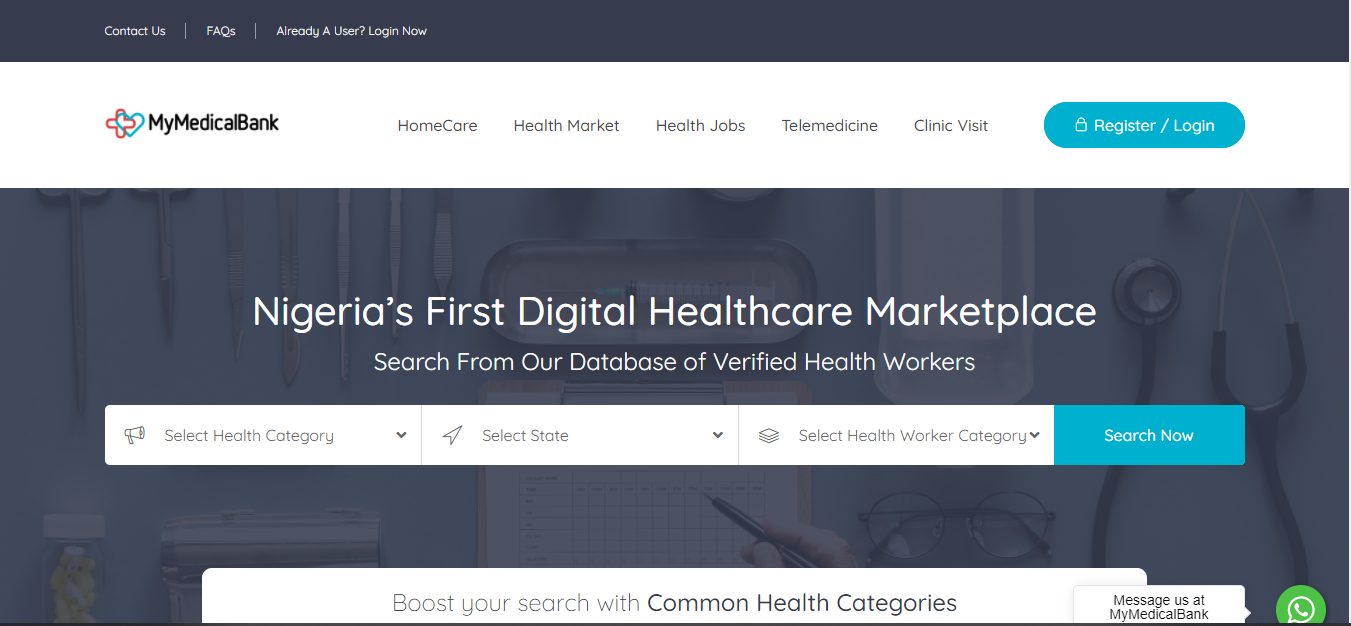 Contact Us
FAQs
Already A User? Login Now
MyMedicalBank
HomeCare
Health Market
Health Jobs
Telemedicine
Clinic Visit
Register / Login
Nigeria’s First Digital Healthcare Marketplace
Search From Our Database of Verified Health Workers
Select Health Category
Select State
Select Health Worker Category
Search Now
Boost your search with Common Health Categories
Message us at
MyMedicalBank